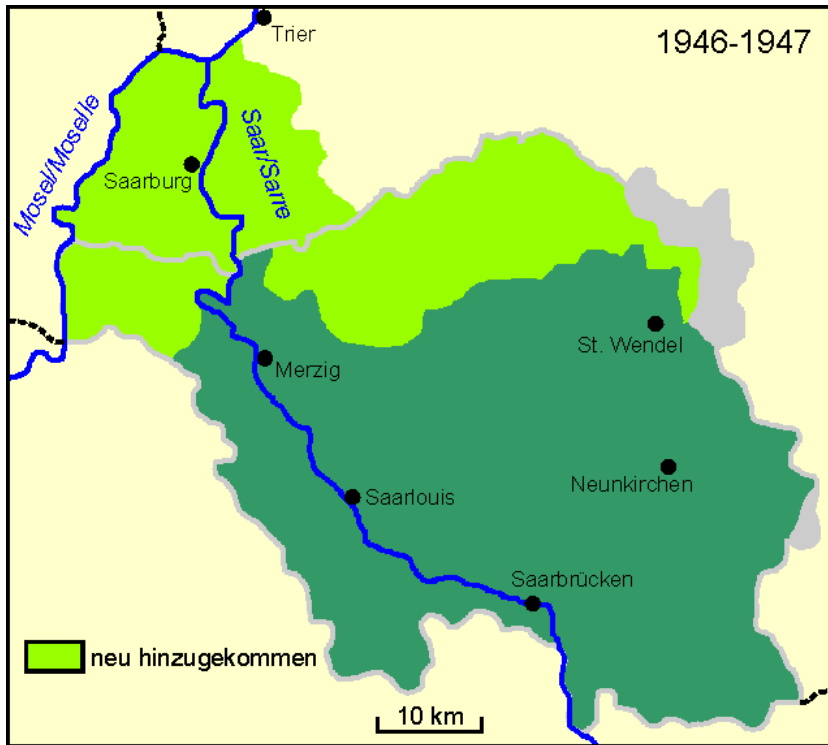 Trier
1946-1947
Mosel/Moselle
Saar/Sarre
Saarburg
St. Wendel
Merzig
Neunkirchen
Saarlouis
Saarbrücken
neu hinzugekommen
10 km